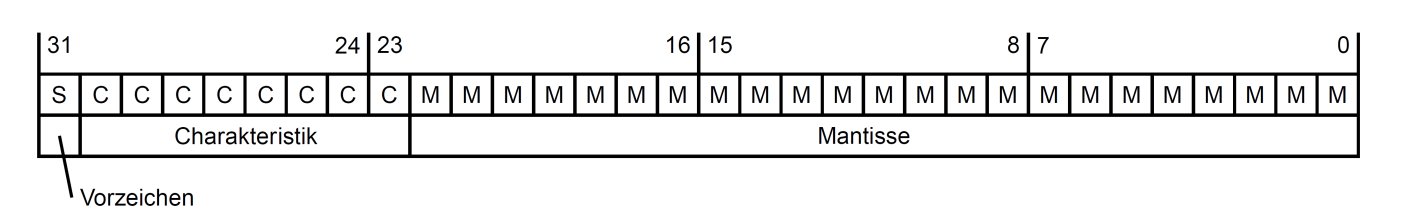 31 24 23 16 15 8 7 0
S C C C C C C C C M M M M M M M M M M M M M M M M M M M M M M M
Charakteristik Mantisse
Vorzeichen